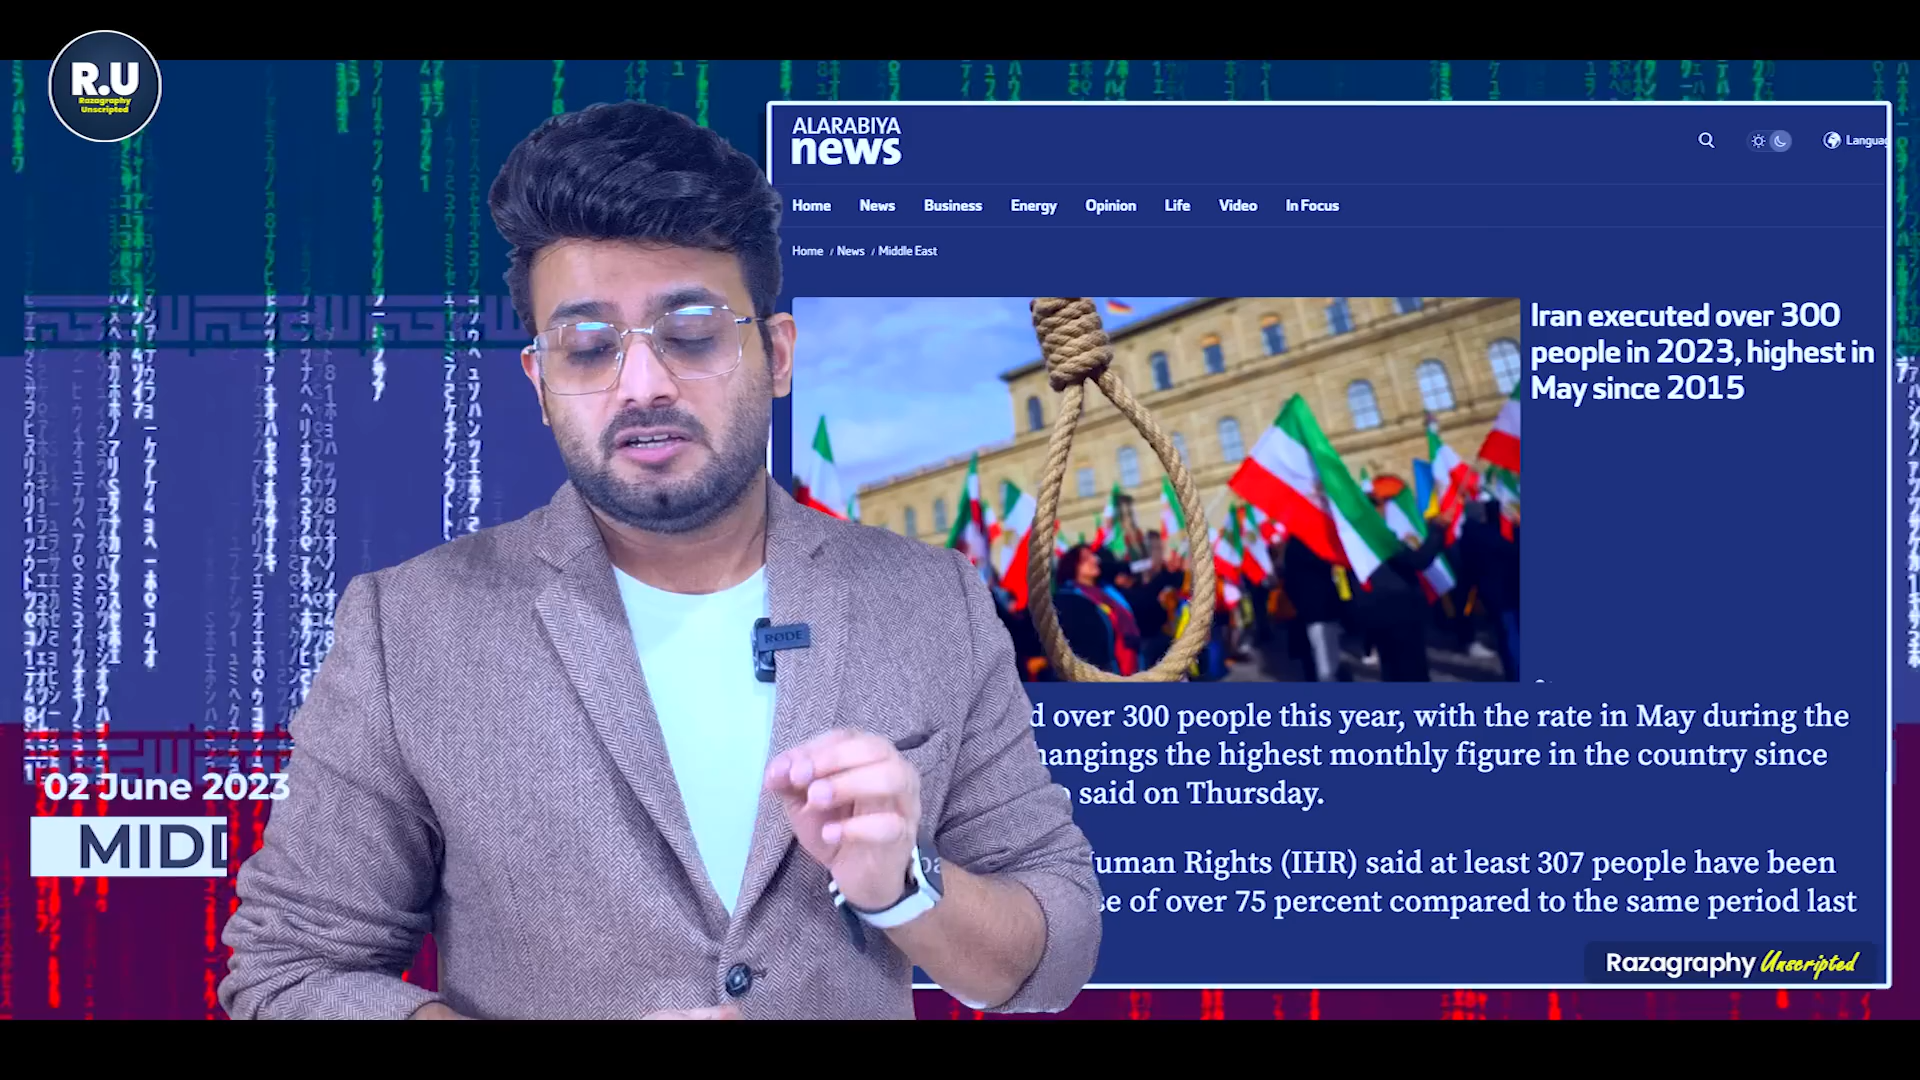 R.U
Razagraphy
Unscripted
ALARABIYA
news
Languag
Home News Business Energy Opinion Life Video In Focus
Home / News / Middle East
Iran executed over 300
people in 2023, highest in
May since 2015
d over 300 people this year, with the rate in May during the
hangings the highest monthly figure in the country since
said on Thursday.
uman Rights (IHR) said at least 307 people have been
se of over 75 percent compared to the same period last
RØDE
02 June 2023
MIDD
Razagraphy Unscripted